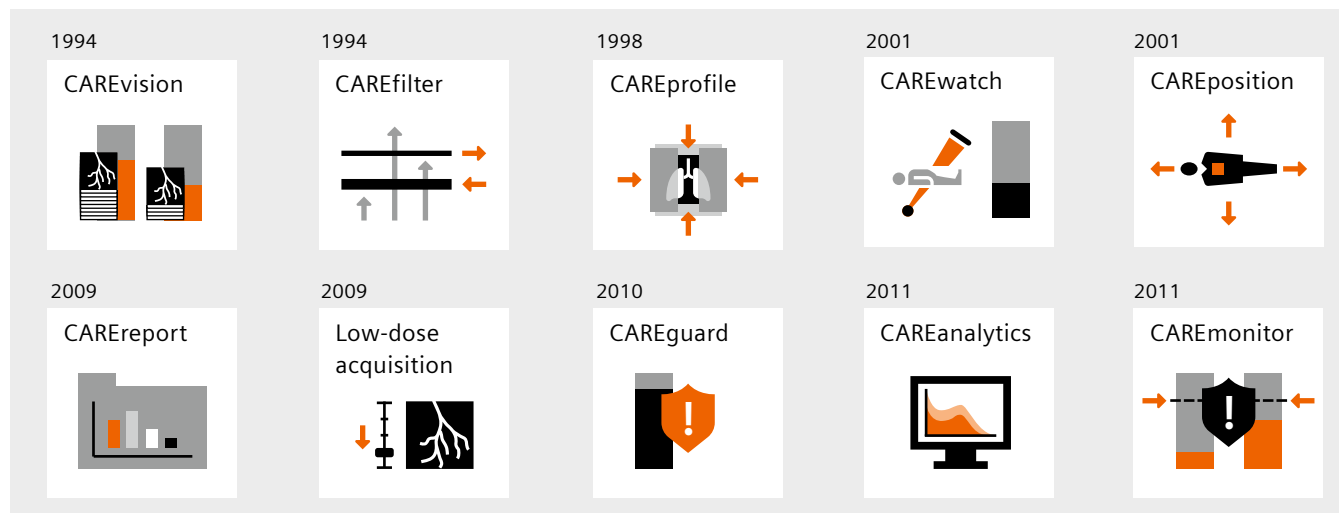 1994
CAREvision
1994
CAREfilter
1998
CAREprofile
2001
CAREwatch
2001
CAREposition
2009
CAREreport
2009
Low-dose
acquisition
2010
CAREguard
2011
CAREanalytics
2011
CAREmonitor